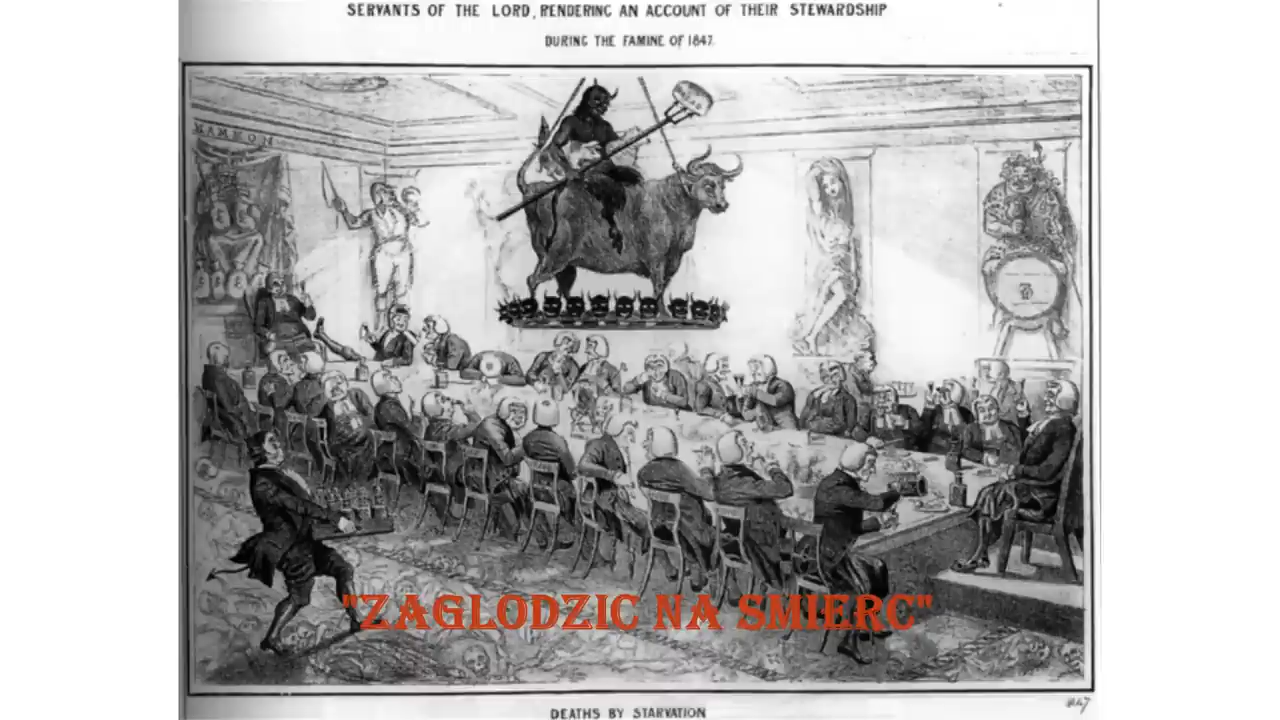 SERVANTS OF THE LORD, RENDERING AN ACCOUNT OF THEIR STEWARDSHIP
DURING THE FAMINE OF 1847.
MAMMON
"ZAGLODZIC NA SMIERC"
DEATHS BY STARVATION
1847